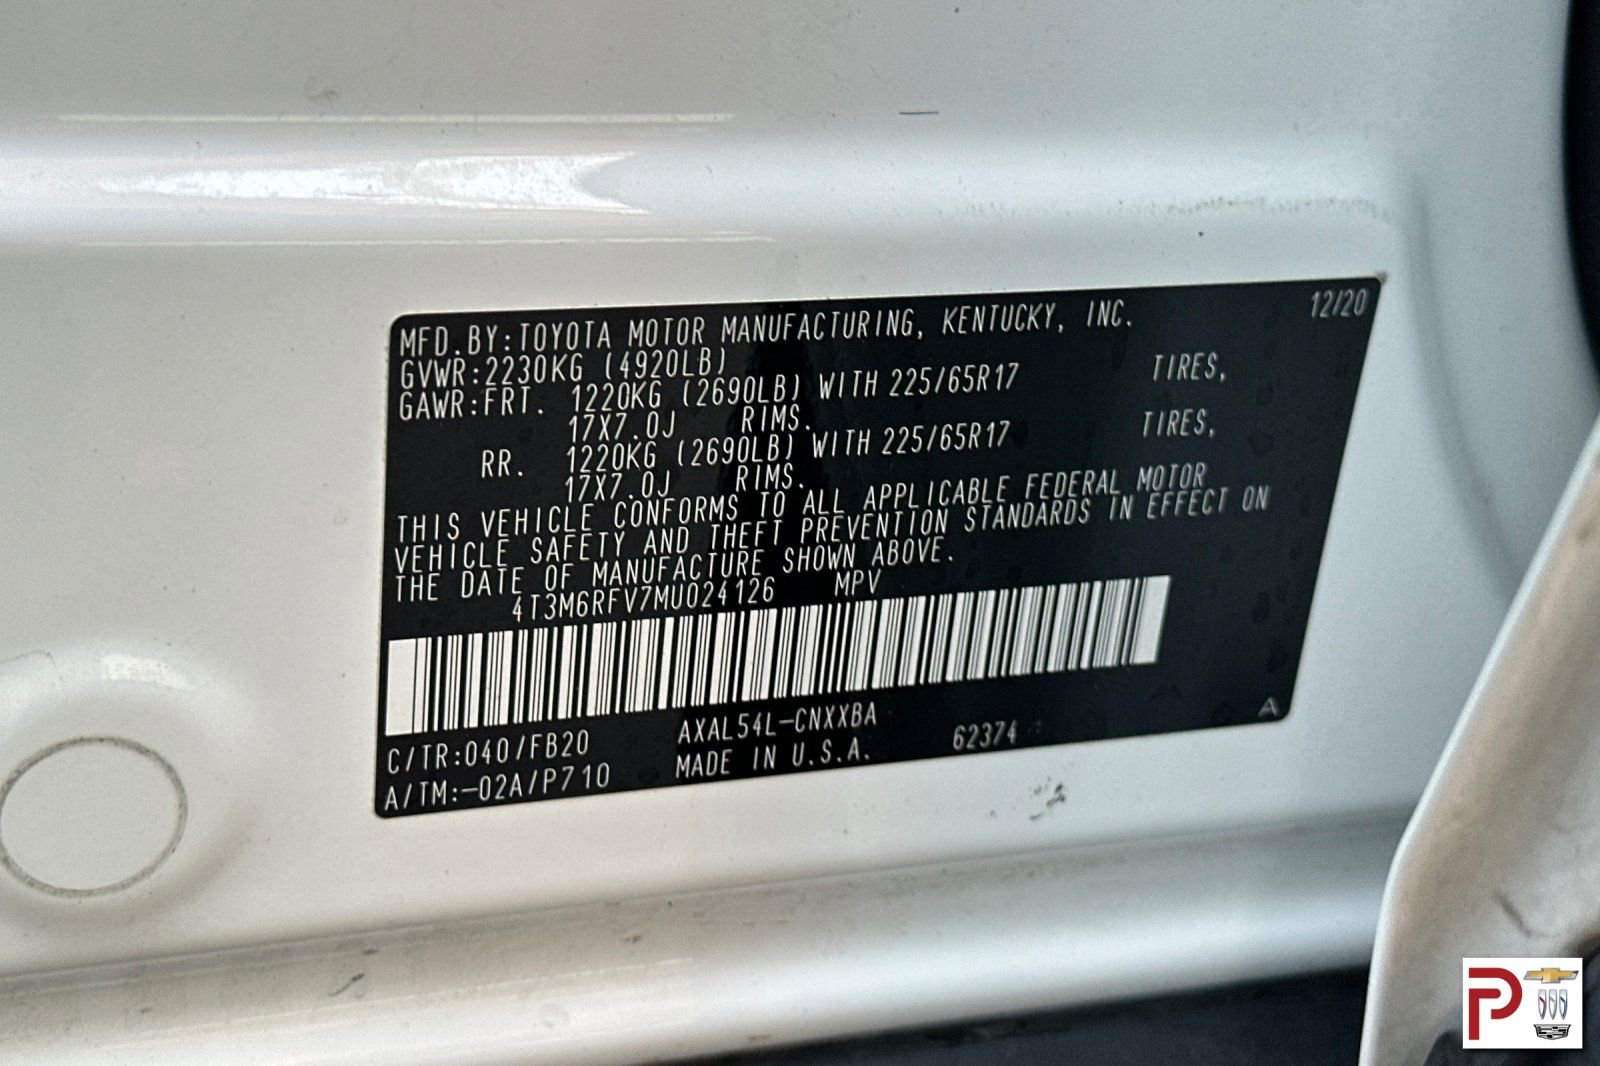 12/20
MFD.BY:TOYOTA MOTOR MANUFACTURING, KENTUCKY, INC.
GVWR:2230KG (4920LB)
GAWR:FRT. 1220KG (2690LB) WITH 225/65R17 TIRES,
17X7.0J RIMS.
RR. 1220KG (2690LB) WITH 225/65R17 TIRES,
17X7.0J RIMS.
THIS VEHICLE CONFORMS TO ALL APPLICABLE FEDERAL MOTOR
VEHICLE SAFETY AND THEFT PREVENTION STANDARDS IN EFFECT ON
THE DATE OF MANUFACTURE SHOWN ABOVE.
4T3M6RFV7MU024126 MPV
C/TR:040/FB20 AXAL54L-CNXXBA
A/TM:-02A/P710 MADE IN U.S.A. 62374 A
P